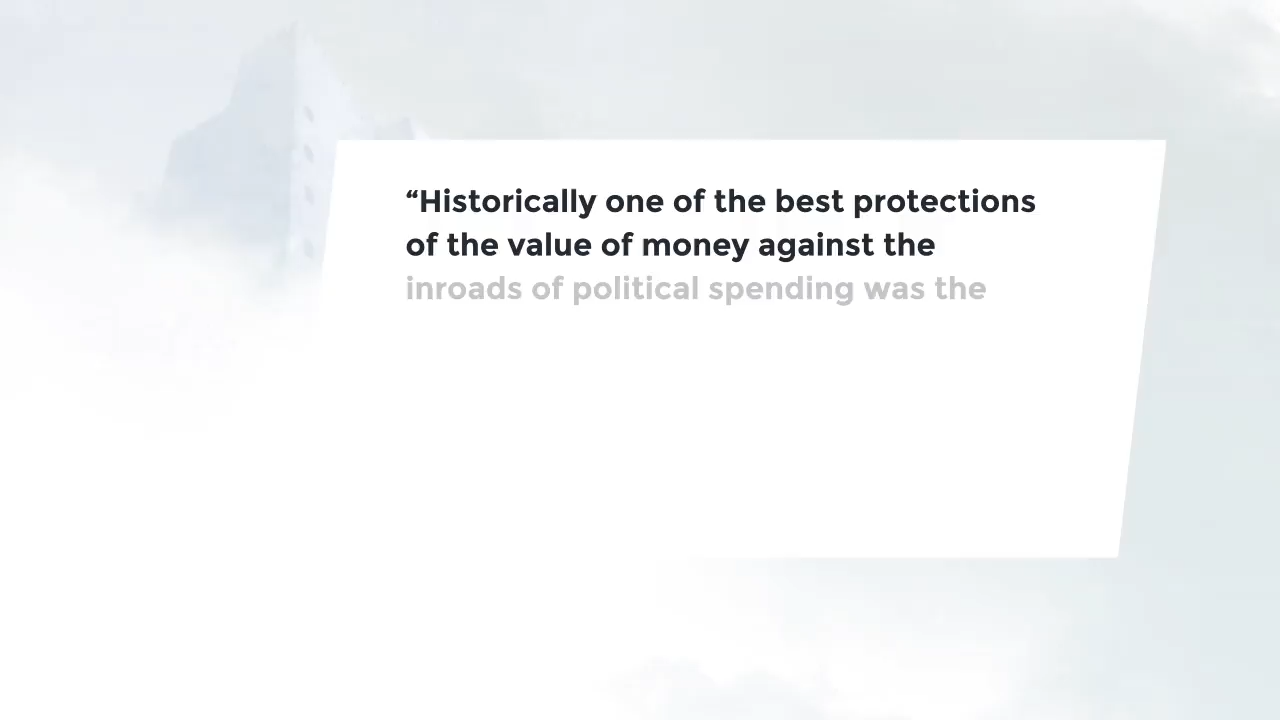 “Historically one of the best protections
of the value of money against the
inroads of political spending was the